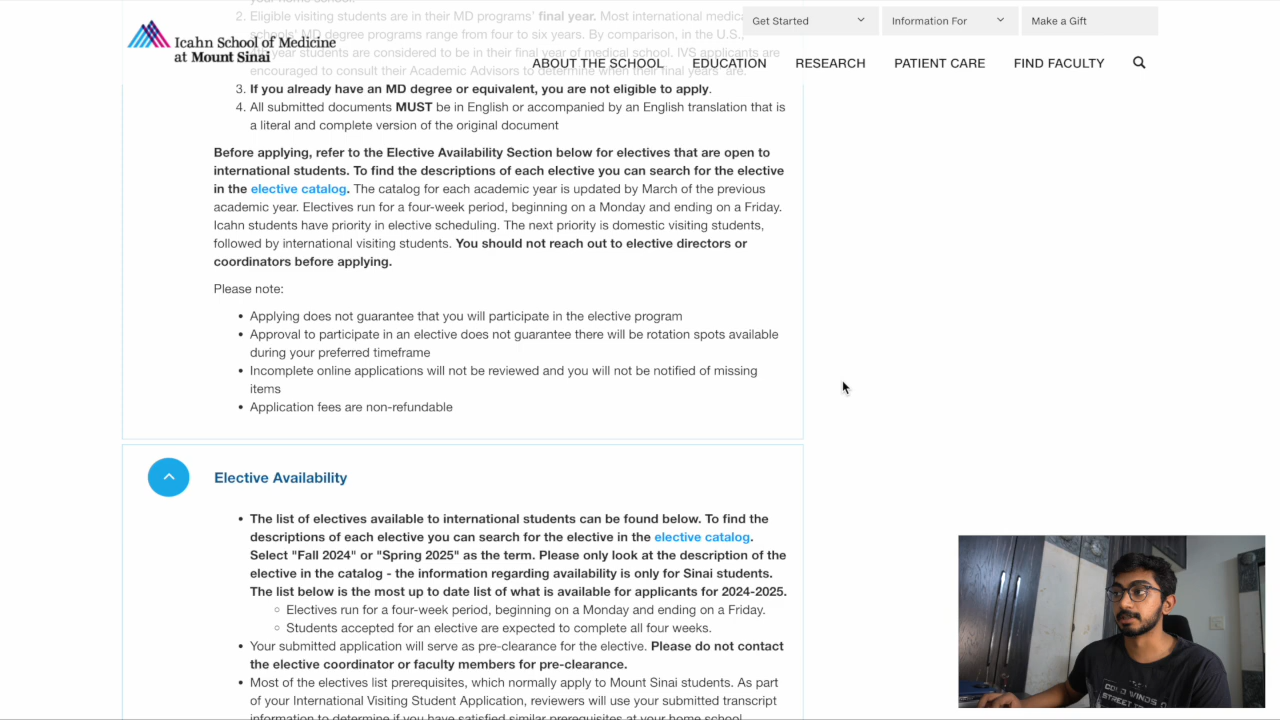 your home school.
2. Eligible visiting students are in their MD programs' final year. Most international medica
Get Started
Information For
Make a Gift
schools' MD degree programs range from four to six years. By comparison, in the U.S.,
Icahn School of Medicine
at Mount Sinai
year students are considered to be in their final year of medical school. IVS applicants are
encouraged to consult their Academic Advisors to determine when their final years are.
ABOUT THE SCHOOL
EDUCATION
RESEARCH
PATIENT CARE
FIND FACULTY
3. If you already have an MD degree or equivalent, you are not eligible to apply.
4. All submitted documents MUST be in English or accompanied by an English translation that is
a literal and complete version of the original document
Before applying, refer to the Elective Availability Section below for electives that are open to
international students. To find the descriptions of each elective you can search for the elective
in the elective catalog. The catalog for each academic year is updated by March of the previous
academic year. Electives run for a four-week period, beginning on a Monday and ending on a Friday.
Icahn students have priority in elective scheduling. The next priority is domestic visiting students,
followed by international visiting students. You should not reach out to elective directors or
coordinators before applying.
Please note:
• Applying does not guarantee that you will participate in the elective program
• Approval to participate in an elective does not guarantee there will be rotation spots available
during your preferred timeframe
• Incomplete online applications will not be reviewed and you will not be notified of missing
items
• Application fees are non-refundable
Elective Availability
• The list of electives available to international students can be found below. To find the
descriptions of each elective you can search for the elective in the elective catalog.
Select "Fall 2024" or "Spring 2025" as the term. Please only look at the description of the
elective in the catalog - the information regarding availability is only for Sinai students.
The list below is the most up to date list of what is available for applicants for 2024-2025.
◦ Electives run for a four-week period, beginning on a Monday and ending on a Friday.
◦ Students accepted for an elective are expected to complete all four weeks.
• Your submitted application will serve as pre-clearance for the elective. Please do not contact
the elective coordinator or faculty members for pre-clearance.
• Most of the electives list prerequisites, which normally apply to Mount Sinai students. As part
of your International Visiting Student Application, reviewers will use your submitted transcript
information to determine if you have satisfied similar prerequisites at your home school.
COLD WINDS
STREET